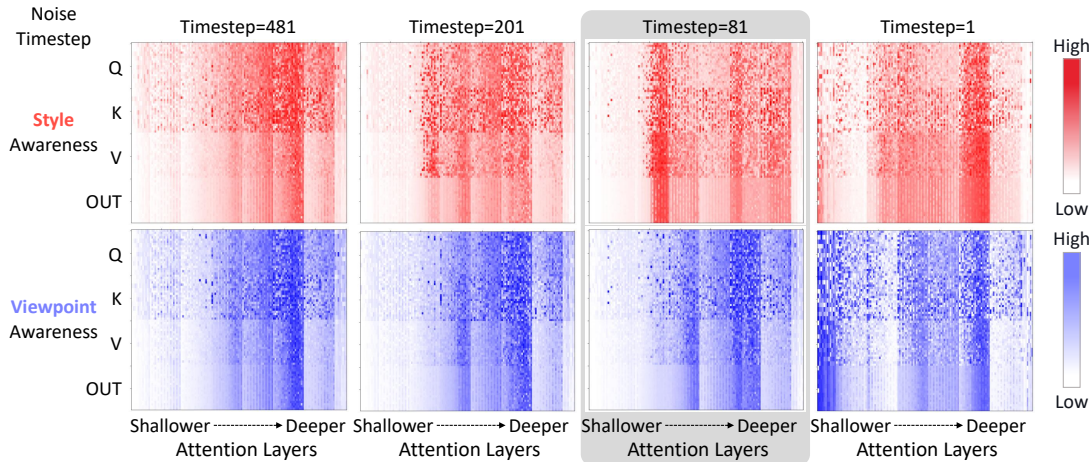 Noise
Timestep
Timestep=481
Timestep=201
Timestep=81
Timestep=1
Style
Awareness
Q
K
V
OUT
High
Low
Viewpoint
Awareness
Q
K
V
OUT
High
Low
Shallower Deeper
Attention Layers
Shallower Deeper
Attention Layers
Shallower Deeper
Attention Layers
Shallower Deeper
Attention Layers